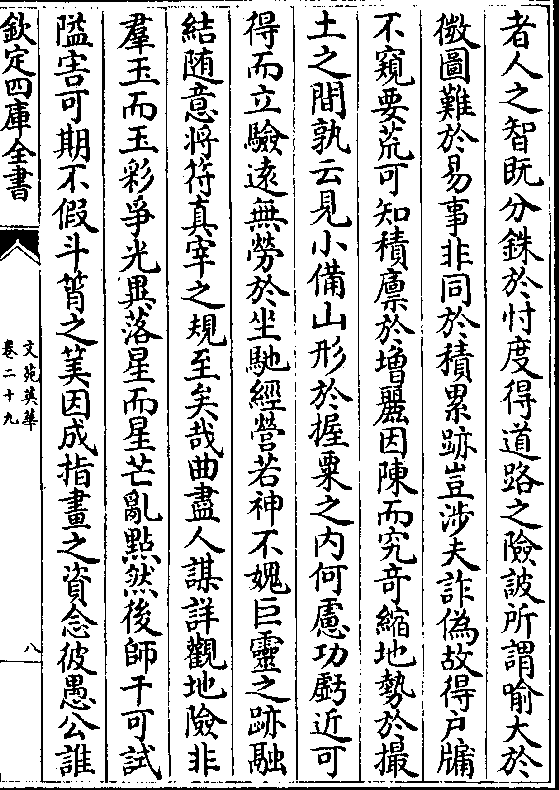 者人之智既分銖於忖度得道路之險詖所謂喻大於
微圖難於易事非同於積累跡豈涉夫詐偽故得戶牖
不窺要荒可知積廪於增麗因陳而究竒縮地勢於撮
土之間孰云見小備山形於握粟之内何慮功虧近可
得而立驗逺無勞於坐馳經營若神不媿巨靈之跡融
結随意將符真宰之規至矣哉曲盡人謀詳觀地險非
羣玉而玉彩爭光異落星而星芒亂點然後師干可試
隘害可期不假斗筲之筭因成指畫之資念彼愚公誰
欽定四庫全書
文苑英華
卷二十九
八